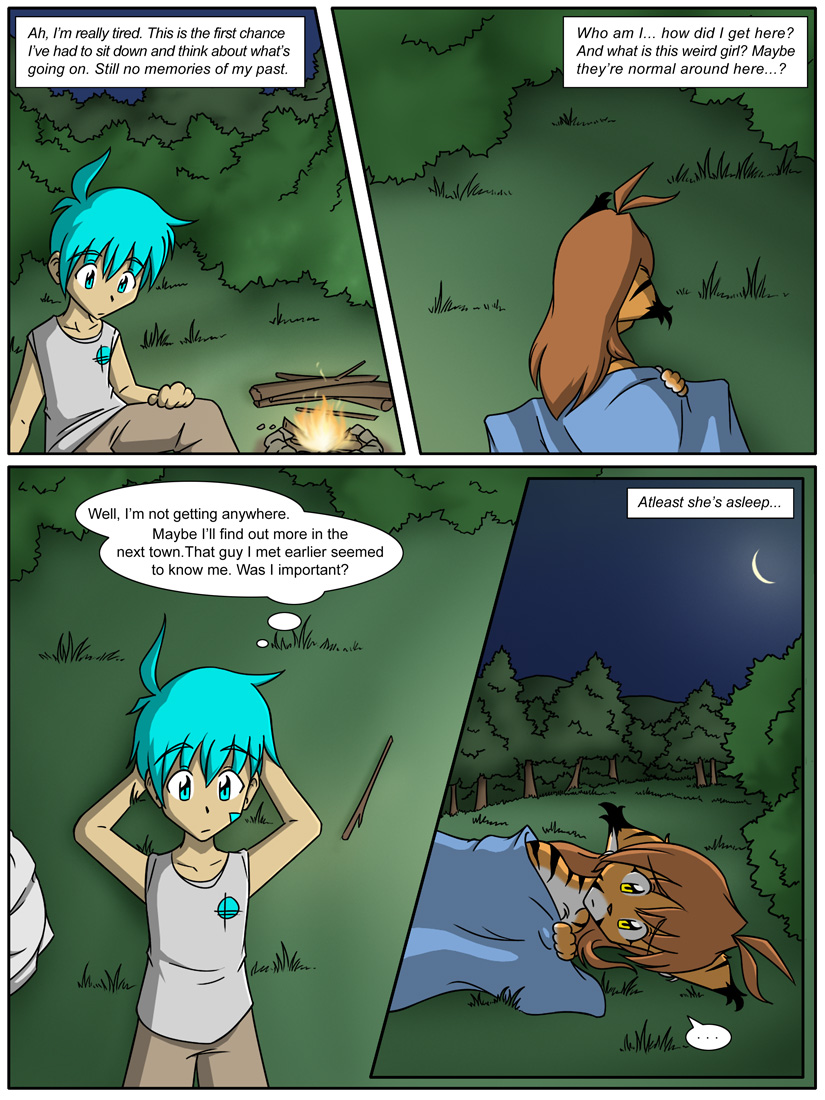 Ah, I'm really tired. This is the first chance
I've had to sit down and think about what's
going on. Still no memories of my past.
Who am I... how did I get here?
And what is this weird girl? Maybe
they're normal around here...?
Well, I'm not getting anywhere.
Maybe I'll find out more in the
next town.That guy I met earlier seemed
to know me. Was I important?
Atleast she's asleep...
. . .